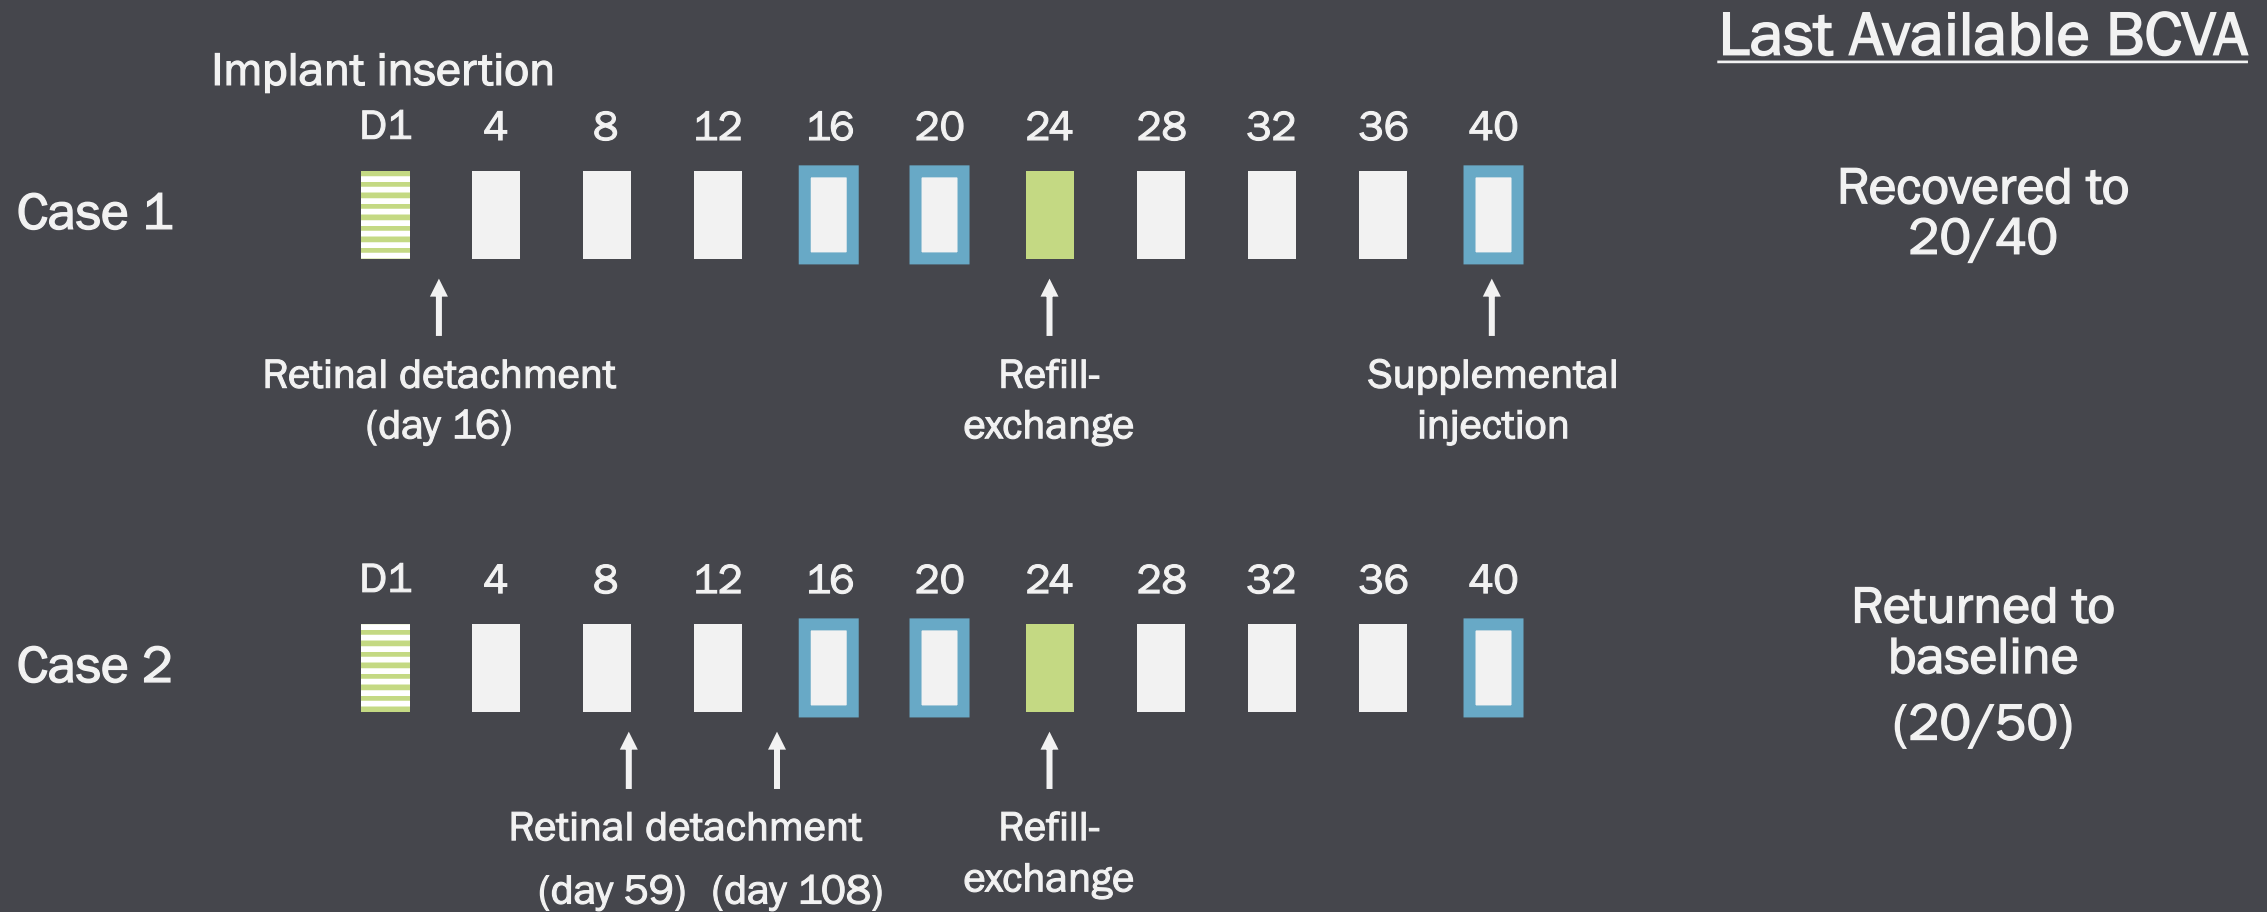 Last Available BCVA
Implant insertion
D1 4 8 12 16 20 24 28 32 36 40
Case 1
Recovered to
20/40
Retinal detachment
(day 16)
Refill-
exchange
Supplemental
injection
D1 4 8 12 16 20 24 28 32 36 40
Case 2
Returned to
baseline
(20/50)
Retinal detachment
(day 59) (day 108)
Refill-
exchange